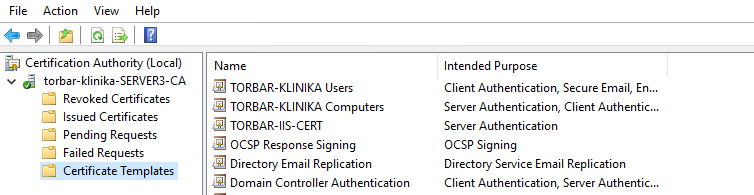 File Action View Help
Certification Authority (Local)
torbar-klinika-SERVER3-CA
Revoked Certificates
Issued Certificates
Pending Requests
Failed Requests
Certificate Templates
Name Intended Purpose
TORBAR-KLINIKA Users Client Authentication, Secure Email, En...
TORBAR-KLINIKA Computers Server Authentication, Client Authentic...
TORBAR-IIS-CERT Server Authentication
OCSP Response Signing OCSP Signing
Directory Email Replication Directory Service Email Replication
Domain Controller Authentication Client Authentication, Server Authentic...